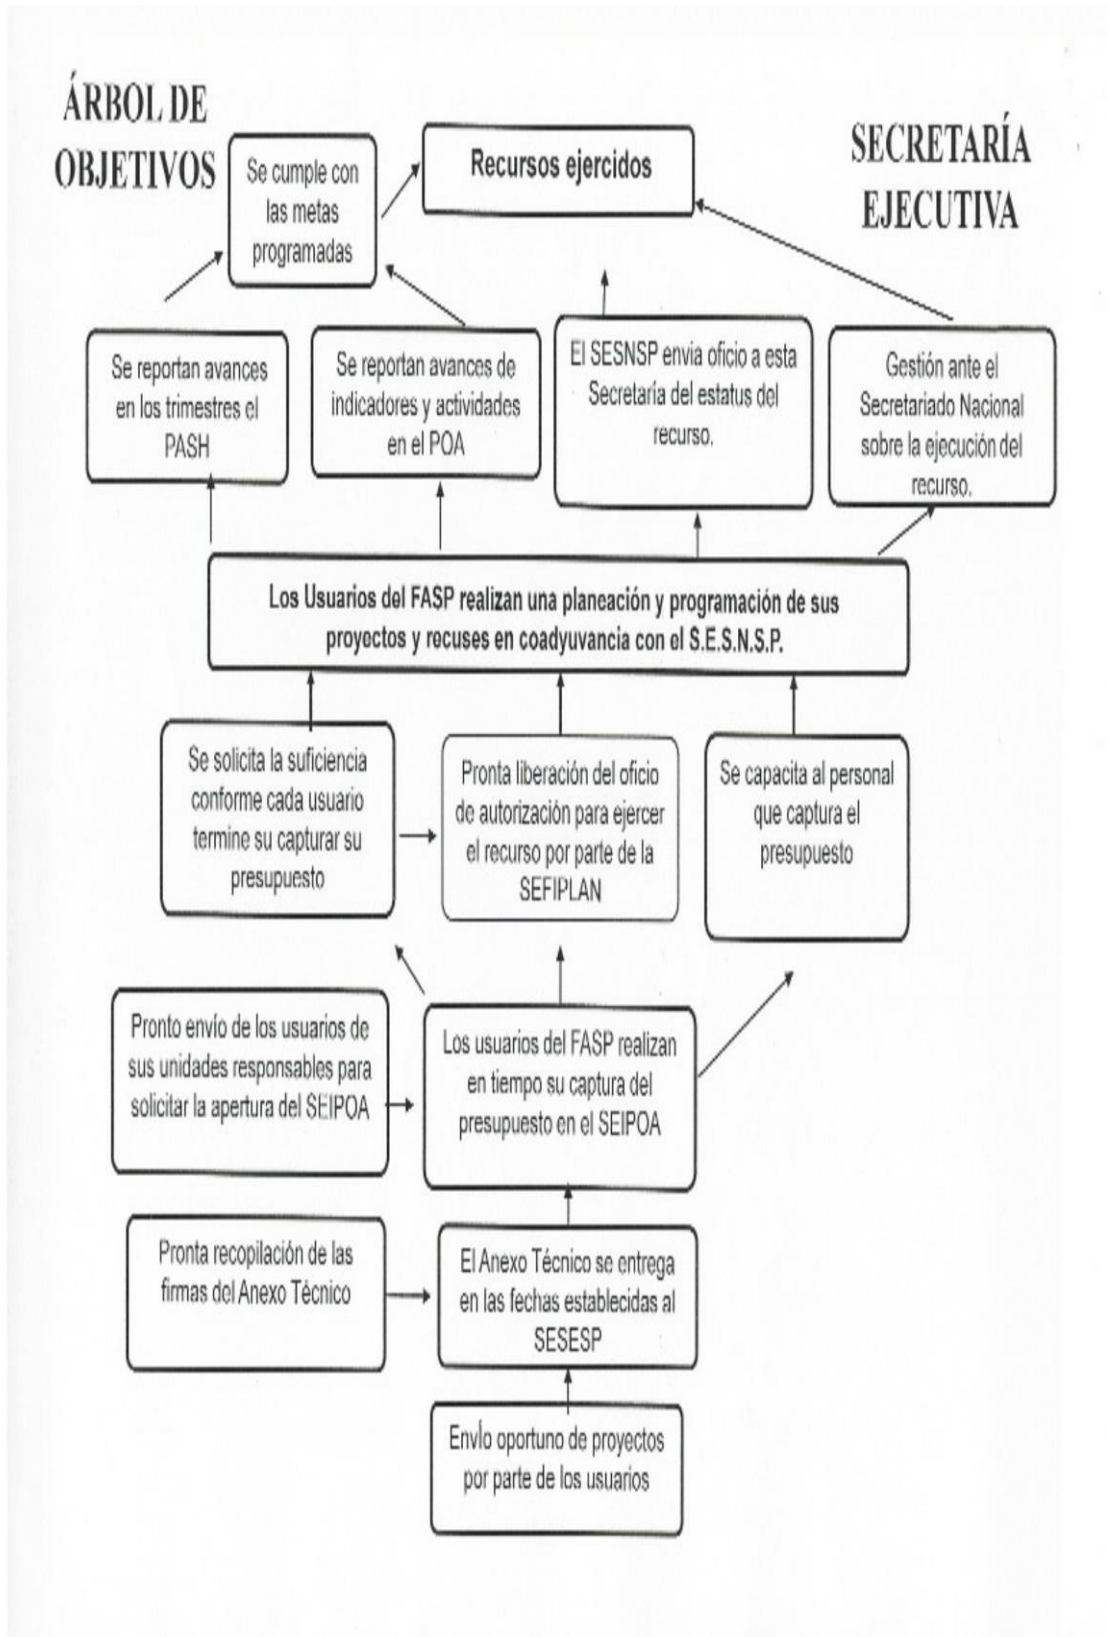 ÁRBOL DE
OBJETIVOS
SECRETARÍA
EJECUTIVA
Se cumple con
las metas
programadas
Recursos ejercidos
Se reportan avances
en los trimestres el
PASH
Se reportan avances de
indicadores y actividades
en el POA
El SESNSP envia oficio a esta
Secretaría del estatus del
recurso.
Gestión ante el
Secretariado Nacional
sobre la ejecución del
recurso.
Los Usuarios del FASP realizan una planeación y programación de sus
proyectos y recuses en coadyuvancia con el S.E.S.N.S.P.
Se solicita la suficiencia
conforme cada usuario
termine su capturar su
presupuesto
Pronta liberación del oficio
de autorización para ejercer
el recurso por parte de la
SEFIPLAN
Se capacita al personal
que captura el
presupuesto
Pronto envío de los usuarios de
sus unidades responsables para
solicitar la apertura del SEIPOA
Los usuarios del FASP realizan
en tiempo su captura del
presupuesto en el SEIPOA
Pronta recopilación de las
firmas del Anexo Técnico
El Anexo Técnico se entrega
en las fechas establecidas al
SESESP
Envío oportuno de proyectos
por parte de los usuarios